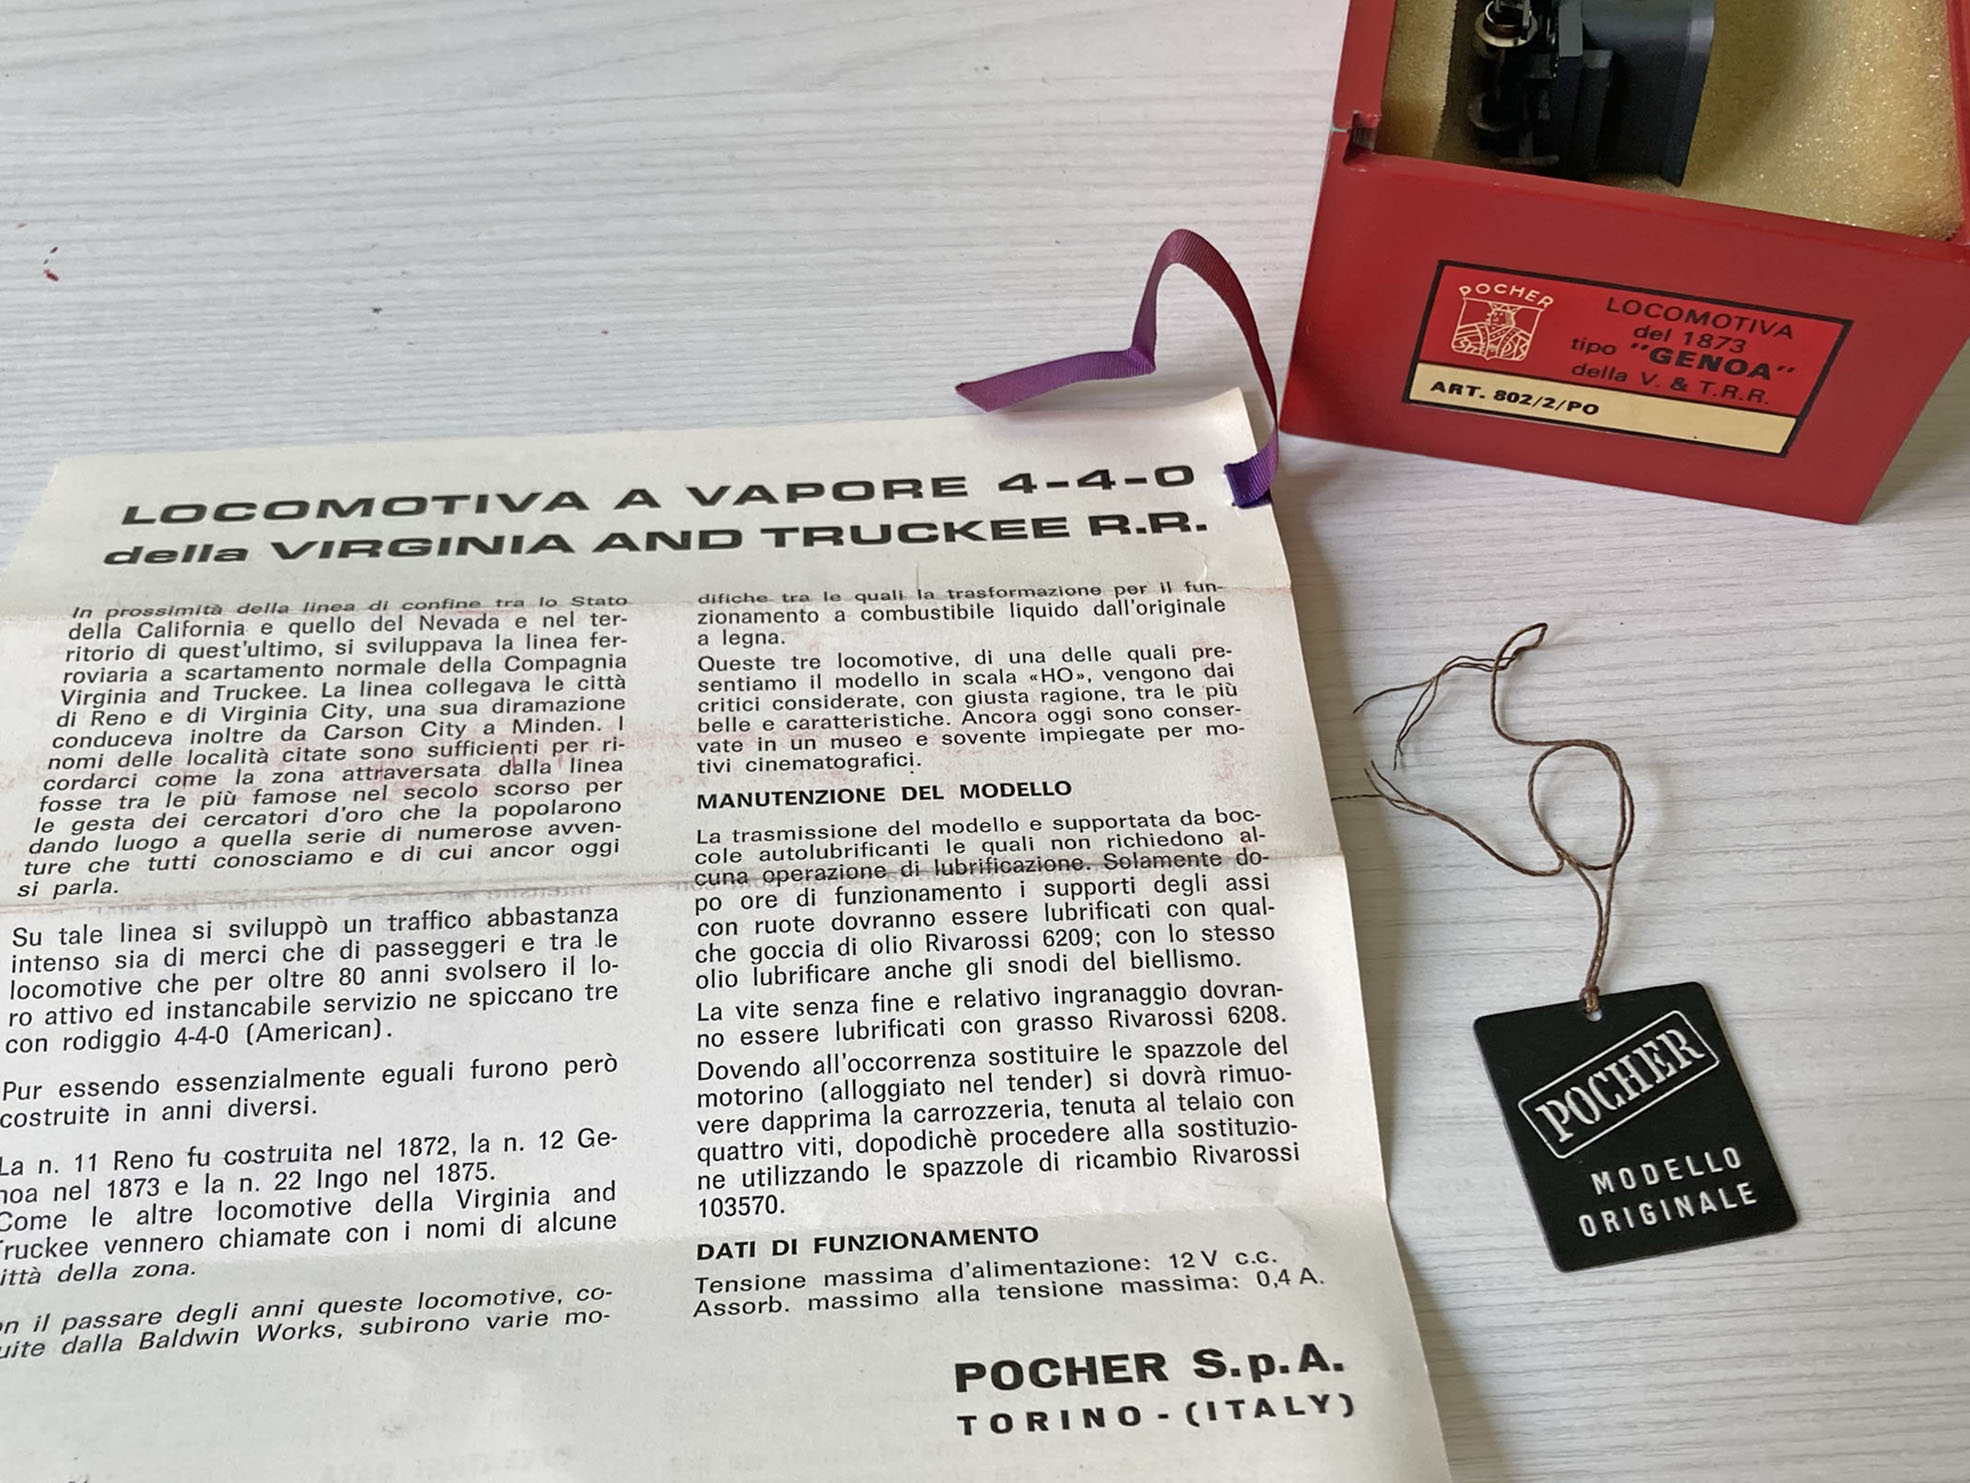 POCHER
LOCOMOTIVA
del 1873
tipo "GENOA"
della V. & T.R.R.
ART. 802/2/PO
LOCOMOTIVA A VAPORE 4-4-0
della VIRGINIA AND TRUCKEE R.R.
In prossimità della linea di confine tra lo Stato
della California e quello del Nevada e nel ter-
ritorio di quest'ultimo, si sviluppava la linea fer-
roviaria a scartamento normale della Compagnia
Virginia and Truckee. La linea collegava le città
di Reno e di Virginia City, una sua diramazione
conduceva inoltre da Carson City a Minden. I
nomi delle località citate sono sufficienti per ri-
cordarci come la zona attraversata dalla linea
fosse tra le più famose nel secolo scorso per
le gesta dei cercatori d'oro che la popolarono
dando luogo a quella serie di numerose avven-
ture che tutti conosciamo e di cui ancor oggi
si parla.
Su tale linea si sviluppò un traffico abbastanza
intenso sia di merci che di passeggeri e tra le
locomotive che per oltre 80 anni svolsero il lo-
ro attivo ed instancabile servizio ne spiccano tre
con rodiggio 4-4-0 (American).
Pur essendo essenzialmente eguali furono però
costruite in anni diversi.
La n. 11 Reno fu costruita nel 1872, la n. 12 Ge-
noa nel 1873 e la n. 22 Ingo nel 1875.
Come le altre locomotive della Virginia and
Truckee vennero chiamate con i nomi di alcune
ittà della zona.
on il passare degli anni queste locomotive, co-
uite dalla Baldwin Works, subirono varie mo-
difiche tra le quali la trasformazione per il fun-
zionamento a combustibile liquido dall'originale
a legna.
Queste tre locomotive, di una delle quali pre-
sentiamo il modello in scala «HO», vengono dai
critici considerate, con giusta ragione, tra le più
belle e caratteristiche. Ancora oggi sono conser-
vate in un museo e sovente impiegate per mo-
tivi cinematografici.
MANUTENZIONE DEL MODELLO
La trasmissione del modello e supportata da boc-
cole autolubrificanti le quali non richiedono al-
cuna operazione di lubrificazione. Solamente do-
po ore di funzionamento i supporti degli assi
con ruote dovranno essere lubrificati con qual-
che goccia di olio Rivarossi 6209; con lo stesso
olio lubrificare anche gli snodi del biellismo.
La vite senza fine e relativo ingranaggio dovran-
no essere lubrificati con grasso Rivarossi 6208.
Dovendo all'occorrenza sostituire le spazzole del
motorino (alloggiato nel tender) si dovrà rimuo-
vere dapprima la carrozzeria, tenuta al telaio con
quattro viti, dopodichè procedere alla sostituzio-
ne utilizzando le spazzole di ricambio Rivarossi
103570.
DATI DI FUNZIONAMENTO
Tensione massima d'alimentazione: 12 V c.c.
Assorb. massimo alla tensione massima: 0,4 A.
POCHER S.p.A.
TORINO - (ITALY)
POCHER
MODELLO
ORIGINALE